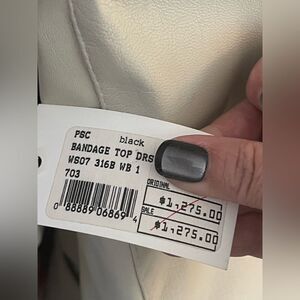 PSC black
BANDAGE TOP DRS
WS07 316B WB 1
703
ORIGINAL
$1,275.00
SALE
$1,275.00
0 88889 06869 4